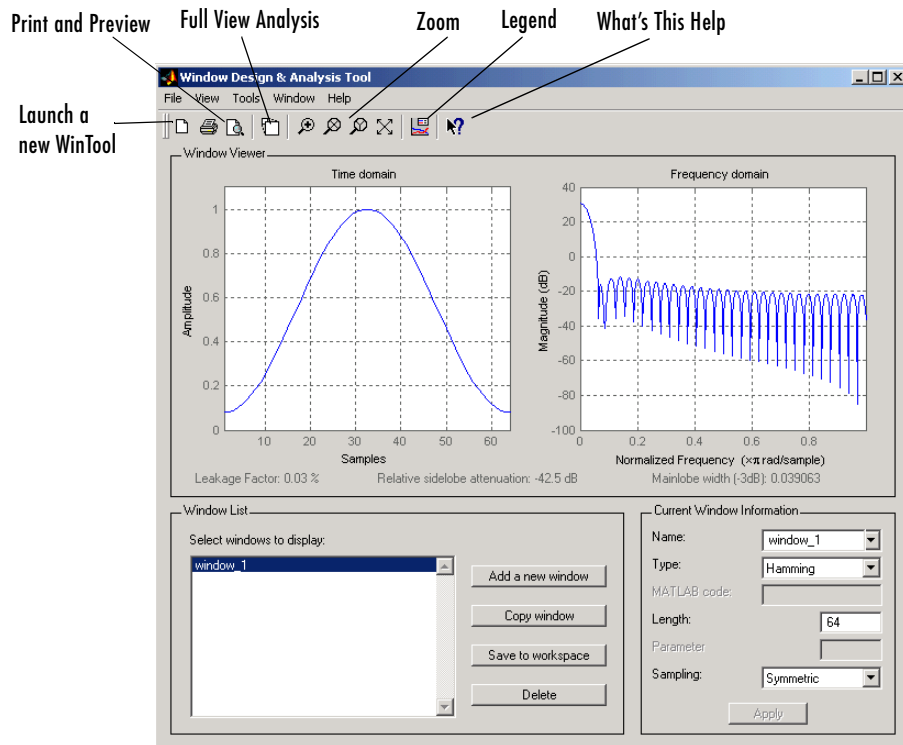 Print and Preview
Full View Analysis
Zoom
Legend
What's This Help
Launch a
new WinTool
Window Design & Analysis Tool
File View Tools Window Help
Window Viewer
Time domain
Amplitude
1
0.8
0.6
0.4
0.2
0
10 20 30 40 50 60
Samples
Frequency domain
Magnitude (dB)
40
20
0
-20
-40
-60
-80
-100
0 0.2 0.4 0.6 0.8
Normalized Frequency (×π rad/sample)
Leakage Factor: 0.03 %
Relative sidelobe attenuation: -42.5 dB
Mainlobe width (-3dB): 0.039063
Window List
Select windows to display:
window_1
Add a new window
Copy window
Save to workspace
Delete
Current Window Information
Name: window_1
Type: Hamming
MATLAB code:
Length: 64
Parameter
Sampling: Symmetric
Apply